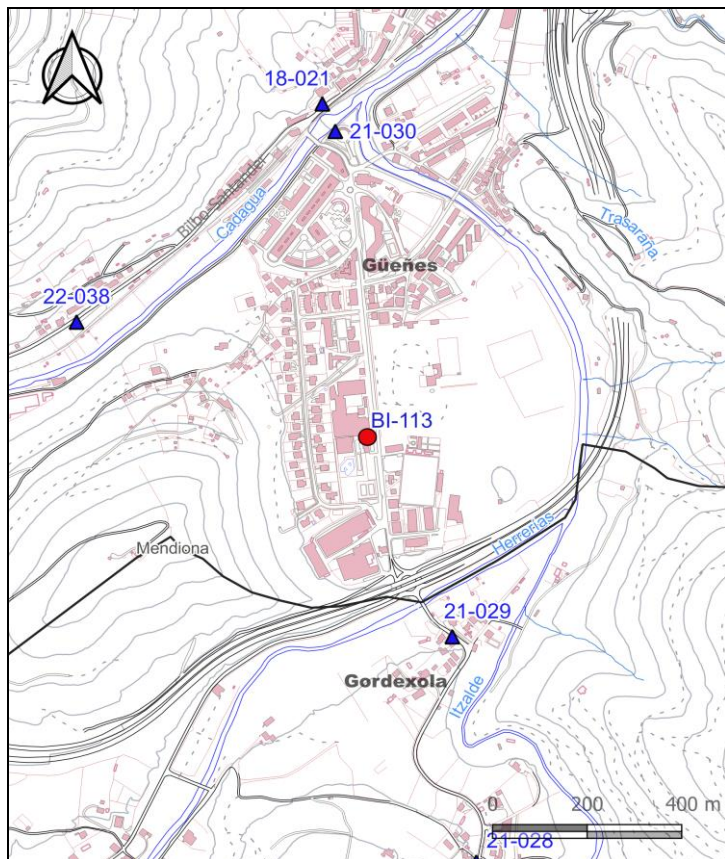 18-021
21-030
Bilbo-Santander
Cadagua
Trasaraña
Güeñes
22-038
BI-113
Mendiona
Herrerias
21-029
Gordexola
Itzalde
0 200 400 m
21-028